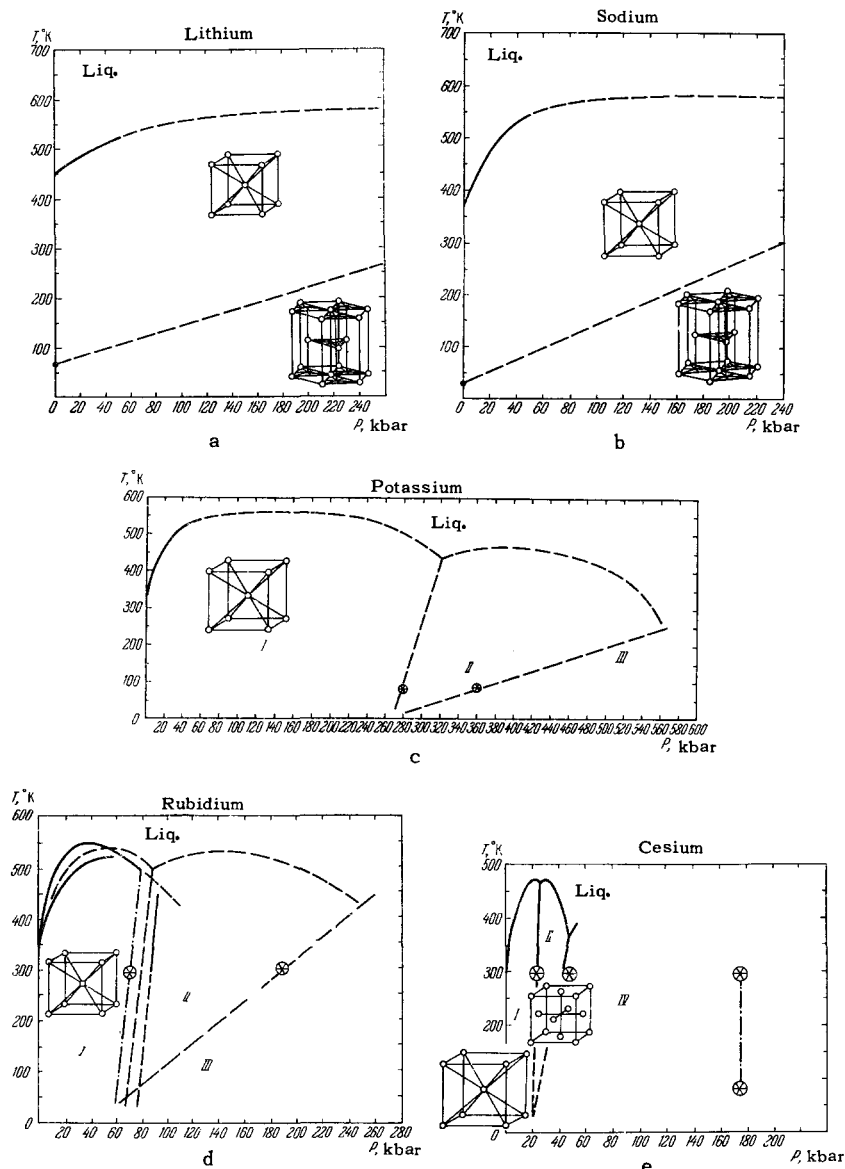 Lithium
T,°K
700
600
500
400
300
200
100
Liq.
0 20 40 60 80 100 120 140 160 180 200 220 240
P, kbar
a
Sodium
T,°K
700
600
500
400
300
200
100
Liq.
0 20 40 60 80 100 120 140 160 180 200 220 240
P, kbar
b
Potassium
T,°K
600
500
400
300
200
100
0
Liq.
I
II
III
20 40 60 80 100 120 140 160 180 200 220 240 260 280 300 320 340 360 380 400 420 440 460 480 500 520 540 560 580 600
P, kbar
c
Rubidium
T,°K
600
500
400
300
200
100
0
Liq.
I
II
III
20 40 60 80 100 120 140 160 180 200 220 240 260 280
P, kbar
d
Cesium
T,°K
500
400
300
200
100
0
Liq.
I
II
IV
20 40 60 80 100 120 140 160 180 200
P, kbar
e